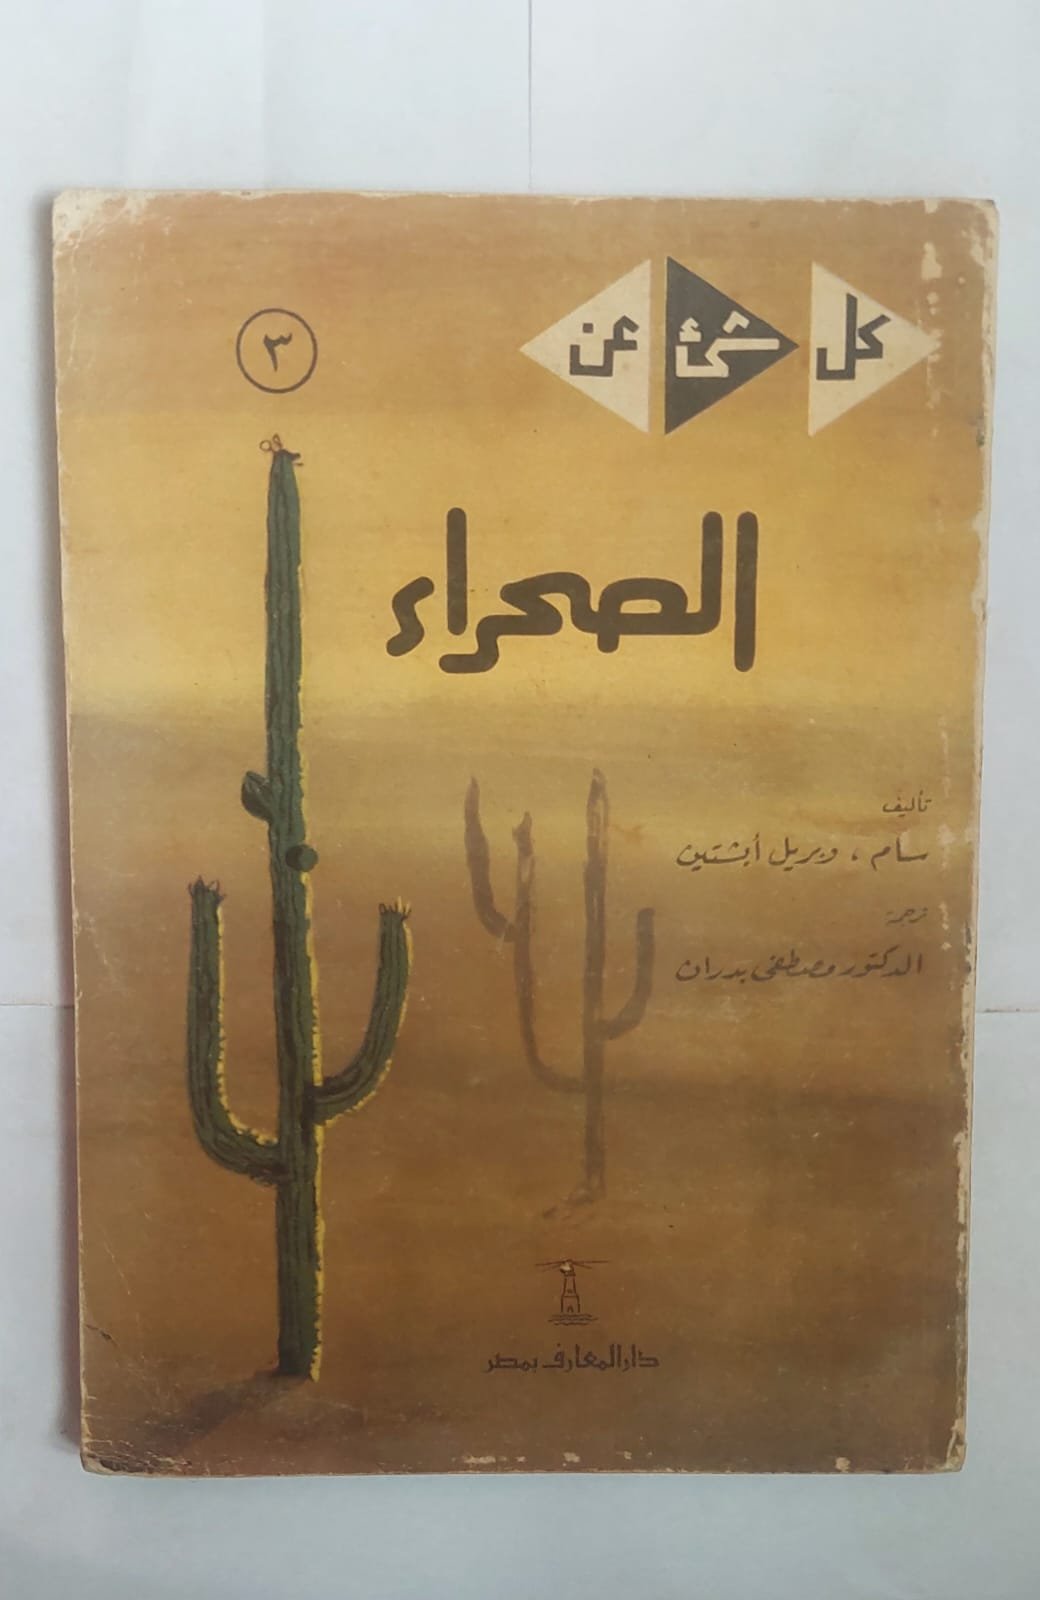 كل شئ عن
٣
الصحراء
تأليف
سام ، وبريل أبشتين
ترجمة
الدكتور مصطفى بدران
دار المعارف بمصر